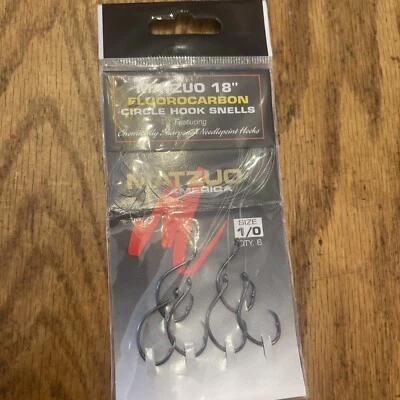 MATZUO 18"
FLUOROCARBON
CIRCLE HOOK SNELLS
Featuring
Chemically Sharpened Needlepoint Hooks
MATZUO
AMERICA
SIZE
1/0
QTY. 6